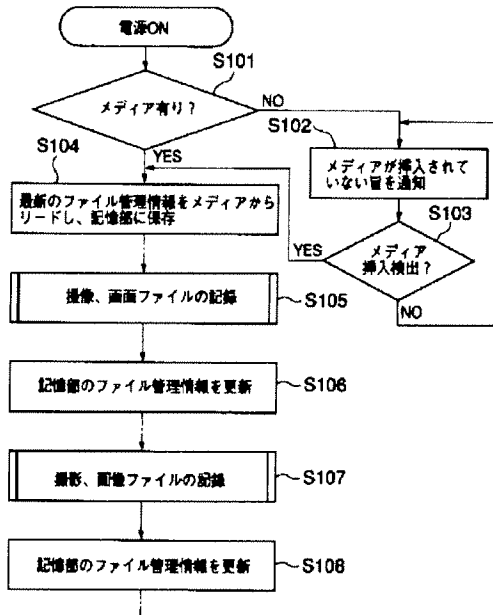 電源ON
S101
メディア有り?
NO
S102
YES
メディアが挿入されて
いない旨を通知
S104
最新のファイル管理情報をメディアから
リードし、記憶部に保存
S103
YES
メディア
挿入検出?
NO
撮像、画面ファイルの記録
S105
記憶部のファイル管理情報を更新
S106
撮影、画像ファイルの記録
S107
記憶部のファイル管理情報を更新
S108